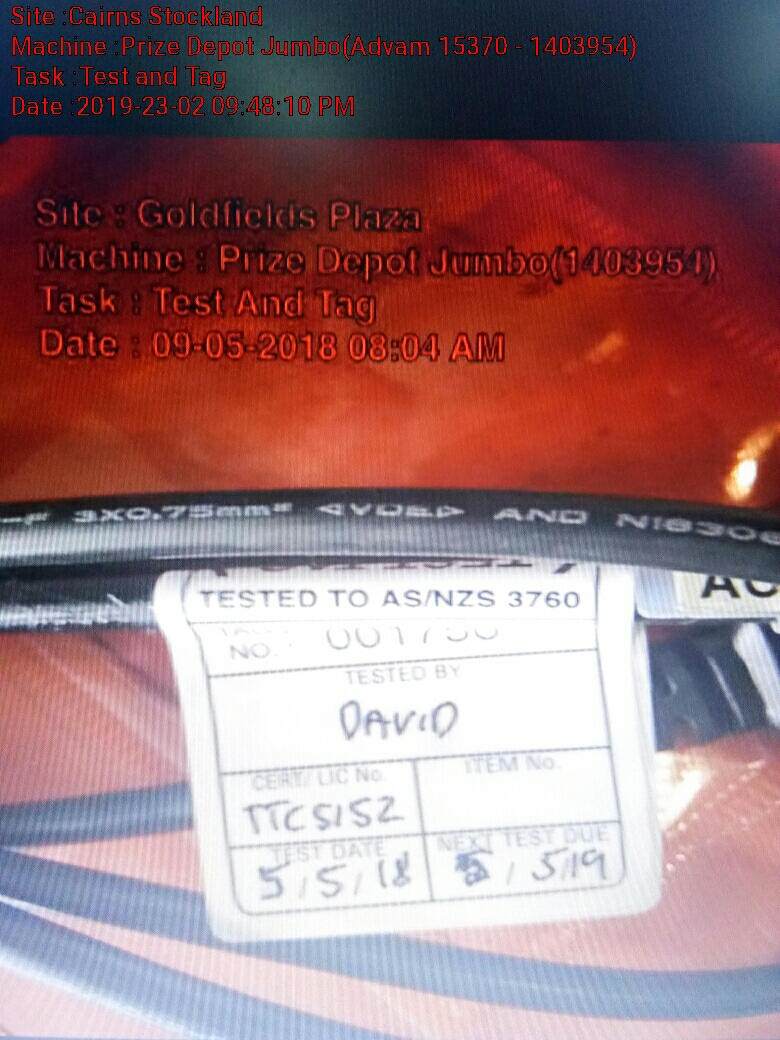 Site :Cairns Stockland
Machine :Prize Depot Jumbo(Advam 15370 - 1403954)
Task :Test and Tag
Date :2019-23-02 09:48:10 PM
Site : Goldfields Plaza
Machine : Prize Depot Jumbo(1403954)
Task : Test And Tag
Date : 09-05-2018 08:04 AM
3X0.75mm² <VDE> AND
TESTED TO AS/NZS 3760
NO.
TESTED BY
DAVID
CERT/LIC No.
ITEM No.
TTC5152
TEST DATE
NEXT TEST DUE
5/5/18
5/5/19